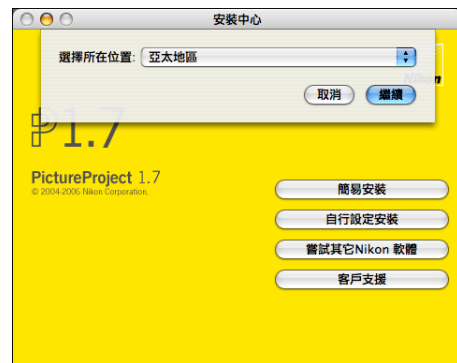 安裝中心
選擇所在位置: 亞太地區
取消 繼續
Nikon
P1.7
PictureProject 1.7
© 2004-2006 Nikon Corporation.
簡易安裝
自行設定安裝
嘗試其它Nikon 軟體
客戶支援